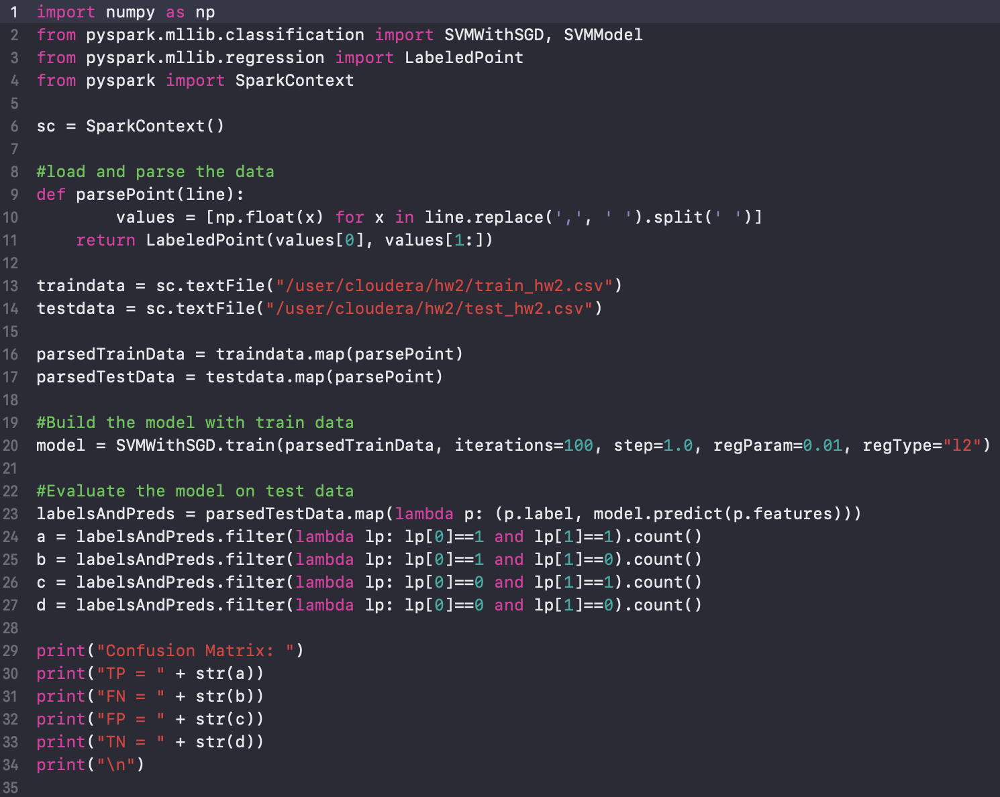 1 import numpy as np
2 from pyspark.mllib.classification import SVMWithSGD, SVMModel
3 from pyspark.mllib.regression import LabeledPoint
4 from pyspark import SparkContext
5
6 sc = SparkContext()
7
8 #load and parse the data
9 def parsePoint(line):
10         values = [np.float(x) for x in line.replace(',', ' ').split(' ')]
11     return LabeledPoint(values[0], values[1:])
12
13 traindata = sc.textFile("/user/cloudera/hw2/train_hw2.csv")
14 testdata = sc.textFile("/user/cloudera/hw2/test_hw2.csv")
15
16 parsedTrainData = traindata.map(parsePoint)
17 parsedTestData = testdata.map(parsePoint)
18
19 #Build the model with train data
20 model = SVMWithSGD.train(parsedTrainData, iterations=100, step=1.0, regParam=0.01, regType="l2")
21
22 #Evaluate the model on test data
23 labelsAndPreds = parsedTestData.map(lambda p: (p.label, model.predict(p.features)))
24 a = labelsAndPreds.filter(lambda lp: lp[0]==1 and lp[1]==1).count()
25 b = labelsAndPreds.filter(lambda lp: lp[0]==1 and lp[1]==0).count()
26 c = labelsAndPreds.filter(lambda lp: lp[0]==0 and lp[1]==1).count()
27 d = labelsAndPreds.filter(lambda lp: lp[0]==0 and lp[1]==0).count()
28
29 print("Confusion Matrix: ")
30 print("TP = " + str(a))
31 print("FN = " + str(b))
32 print("FP = " + str(c))
33 print("TN = " + str(d))
34 print("\n")
35